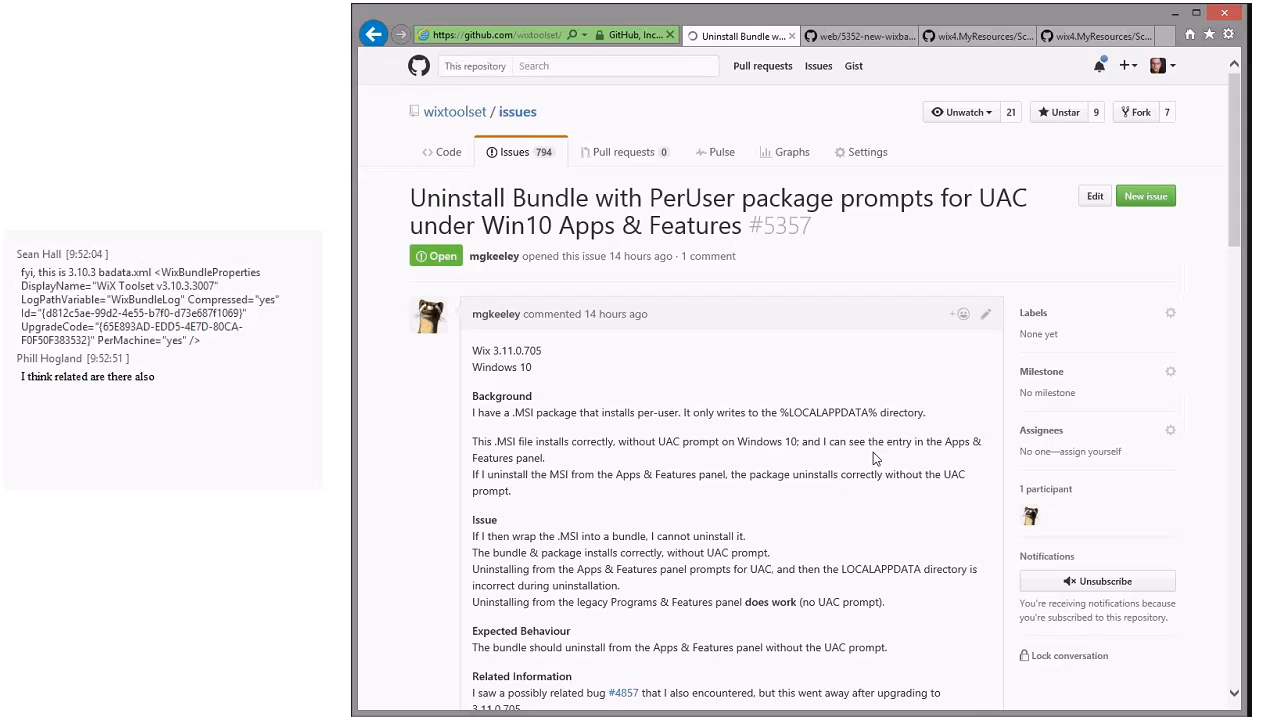 https://github.com/wixtoolset/ GitHub, Inc... Uninstall Bundle w... web/5352-new-wixba... wix4.MyResources/Sc... wix4.MyResources/Sc...
This repository Search Pull requests Issues Gist
wixtoolset / issues Unwatch 21 Unstar 9 Fork 7
Code Issues 794 Pull requests 0 Pulse Graphs Settings
Uninstall Bundle with PerUser package prompts for UAC
under Win10 Apps & Features #5357
Edit New issue
Open mgkeeley opened this issue 14 hours ago · 1 comment
Sean Hall [9:52:04 ]
fyi, this is 3.10.3 badata.xml <WixBundleProperties
DisplayName="WiX Toolset v3.10.3.3007"
LogPathVariable="WixBundleLog" Compressed="yes"
Id="{d812c5ae-99d2-4e55-b7f0-d73e687f1069}"
UpgradeCode="{65E893AD-EDD5-4E7D-80CA-
F0F50F383532}" PerMachine="yes" />
Phill Hogland [9:52:51 ]
I think related are there also
mgkeeley commented 14 hours ago
Wix 3.11.0.705
Windows 10
Background
I have a .MSI package that installs per-user. It only writes to the %LOCALAPPDATA% directory.
This .MSI file installs correctly, without UAC prompt on Windows 10; and I can see the entry in the Apps &
Features panel.
If I uninstall the MSI from the Apps & Features panel, the package uninstalls correctly without the UAC
prompt.
Issue
If I then wrap the .MSI into a bundle, I cannot uninstall it.
The bundle & package installs correctly, without UAC prompt.
Uninstalling from the Apps & Features panel prompts for UAC, and then the LOCALAPPDATA directory is
incorrect during uninstallation.
Uninstalling from the legacy Programs & Features panel does work (no UAC prompt).
Expected Behaviour
The bundle should uninstall from the Apps & Features panel without the UAC prompt.
Related Information
I saw a possibly related bug #4857 that I also encountered, but this went away after upgrading to
3.11.0.705
Labels
None yet
Milestone
No milestone
Assignees
No one—assign yourself
1 participant
Notifications
Unsubscribe
You're receiving notifications because
you're subscribed to this repository.
Lock conversation